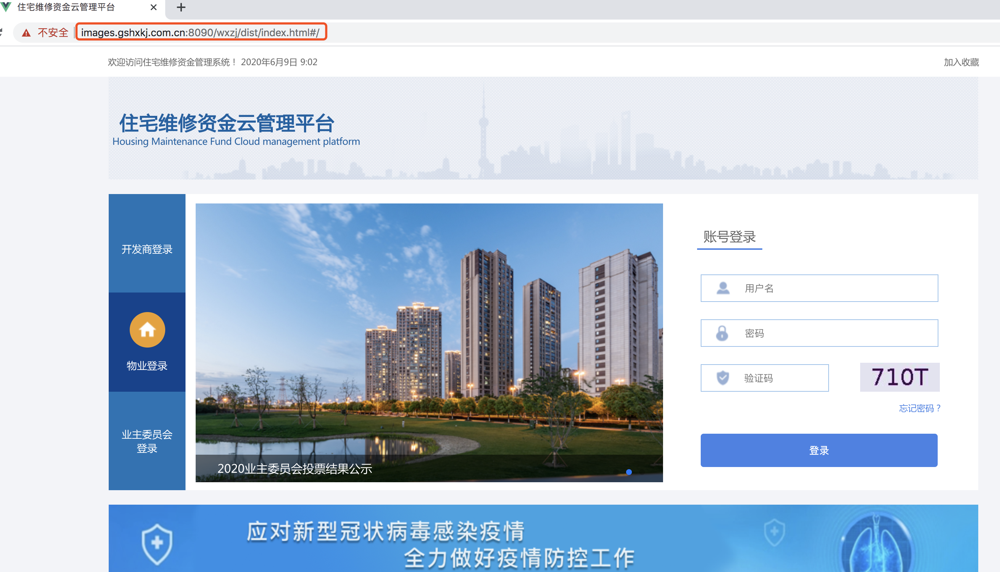 住宅维修资金云管理平台
不安全
images.gshxkj.com.cn:8090/wxzj/dist/index.html#/
欢迎访问住宅维修资金管理系统！ 2020年6月9日 9:02
加入收藏
住宅维修资金云管理平台
Housing Maintenance Fund Cloud management platform
开发商登录
物业登录
业主委员会
登录
2020业主委员会投票结果公示
账号登录
用户名
密码
验证码
710T
忘记密码？
登录
应对新型冠状病毒感染疫情
全力做好疫情防控工作